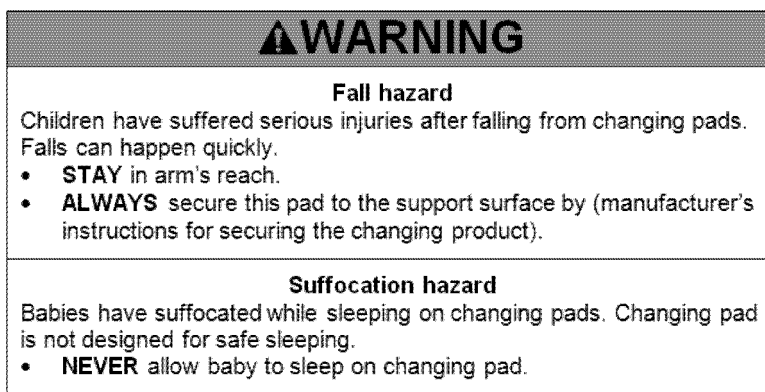 ⚠WARNING
Fall hazard
Children have suffered serious injuries after falling from changing pads.
Falls can happen quickly.
• STAY in arm's reach.
• ALWAYS secure this pad to the support surface by (manufacturer's
instructions for securing the changing product).
Suffocation hazard
Babies have suffocated while sleeping on changing pads. Changing pad
is not designed for safe sleeping.
• NEVER allow baby to sleep on changing pad.